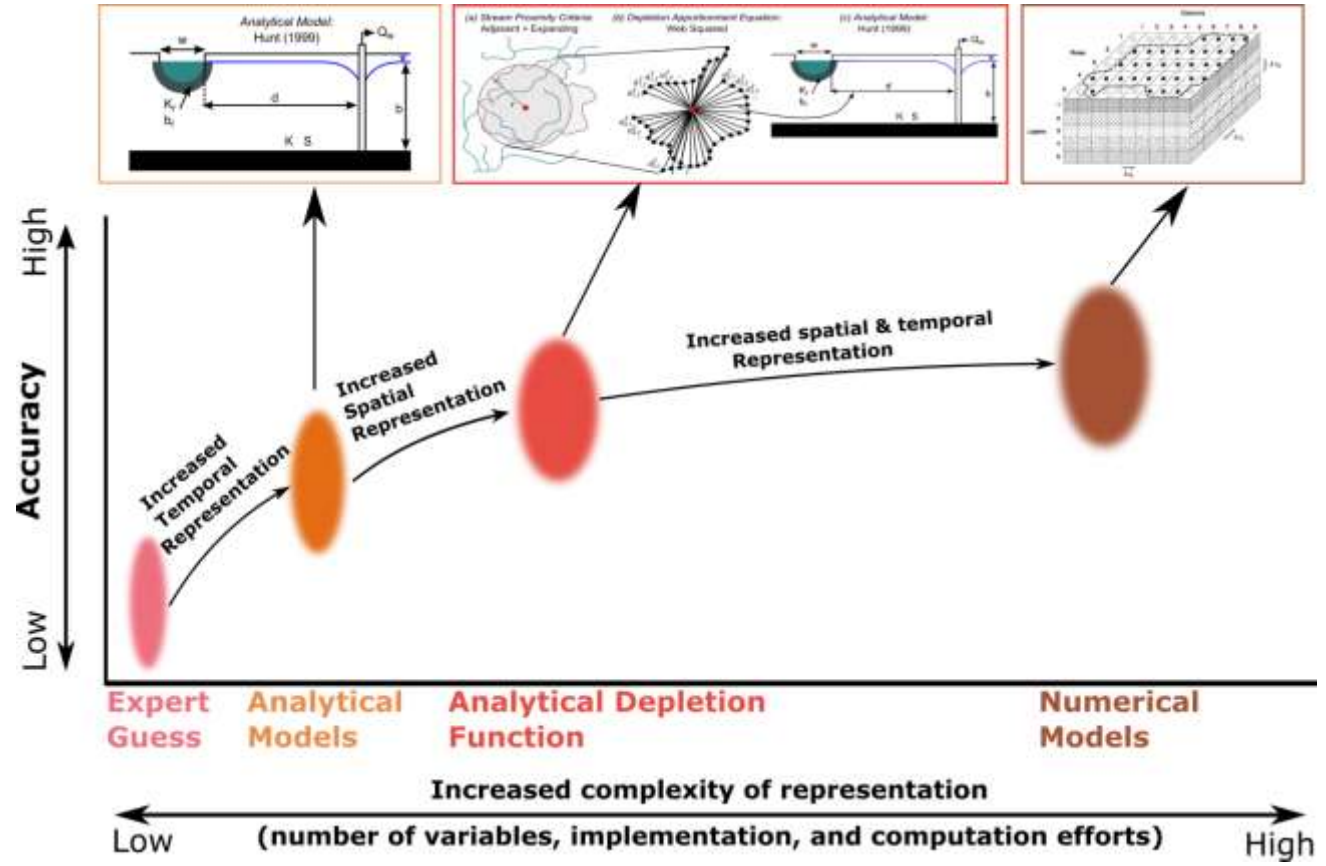 Analytical Model:
Hunt (1999)
w
Qw
d
K S
(a) Stream Proximity Criteria
Adjacent + Expanding
(b) Depletion Apportionment Equation:
Web Squared
(c) Analytical Model:
Hunt (1999)
w
High
Accuracy
Low
Increased
Temporal
Representation
Increased
Spatial
Representation
Increased spatial & temporal
Representation
Expert
Guess
Analytical
Models
Analytical Depletion
Function
Numerical
Models
Increased complexity of representation
Low
(number of variables, implementation, and computation efforts)
High